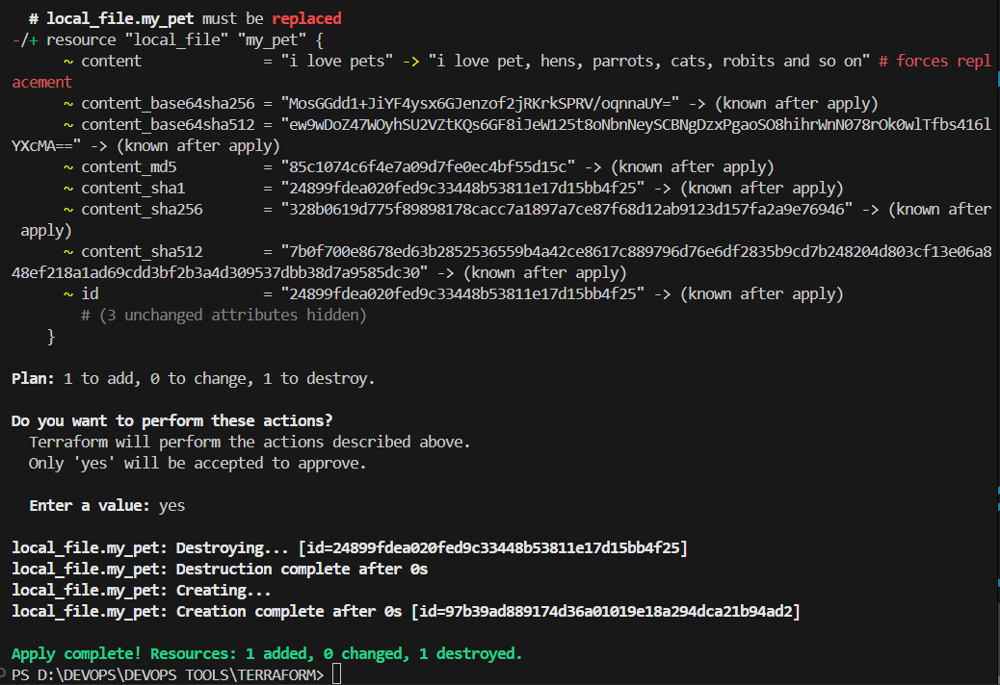 # local_file.my_pet must be replaced
-/+ resource "local_file" "my_pet" {
~ content = "i love pets" -> "i love pet, hens, parrots, cats, robits and so on" # forces repl
acement
~ content_base64sha256 = "MosGGdd1+JiYF4ysx6GJenzof2jRKrkSPRV/oqnnaUY=" -> (known after apply)
~ content_base64sha512 = "ew9wDoZ47WOyhSU2VZtKQs6GF8iJeW125t8oNbnNeySCBNgDzxPgaoSO8hihrWnN078rOk0wlTfbs416l
YXcMA==" -> (known after apply)
~ content_md5 = "85c1074c6f4e7a09d7fe0ec4bf55d15c" -> (known after apply)
~ content_sha1 = "24899fdea020fed9c33448b53811e17d15bb4f25" -> (known after apply)
~ content_sha256 = "328b0619d775f89898178cacc7a1897a7ce87f68d12ab9123d157fa2a9e76946" -> (known after
apply)
~ content_sha512 = "7b0f700e8678ed63b2852536559b4a42ce8617c889796d76e6df2835b9cd7b248204d803cf13e06a8
48ef218a1ad69cdd3bf2b3a4d309537dbb38d7a9585dc30" -> (known after apply)
~ id = "24899fdea020fed9c33448b53811e17d15bb4f25" -> (known after apply)
# (3 unchanged attributes hidden)
}
Plan: 1 to add, 0 to change, 1 to destroy.
Do you want to perform these actions?
Terraform will perform the actions described above.
Only 'yes' will be accepted to approve.
Enter a value: yes
local_file.my_pet: Destroying... [id=24899fdea020fed9c33448b53811e17d15bb4f25]
local_file.my_pet: Destruction complete after 0s
local_file.my_pet: Creating...
local_file.my_pet: Creation complete after 0s [id=97b39ad889174d36a01019e18a294dca21b94ad2]
Apply complete! Resources: 1 added, 0 changed, 1 destroyed.
PS D:\DEVOPS\DEVOPS TOOLS\TERRAFORM>